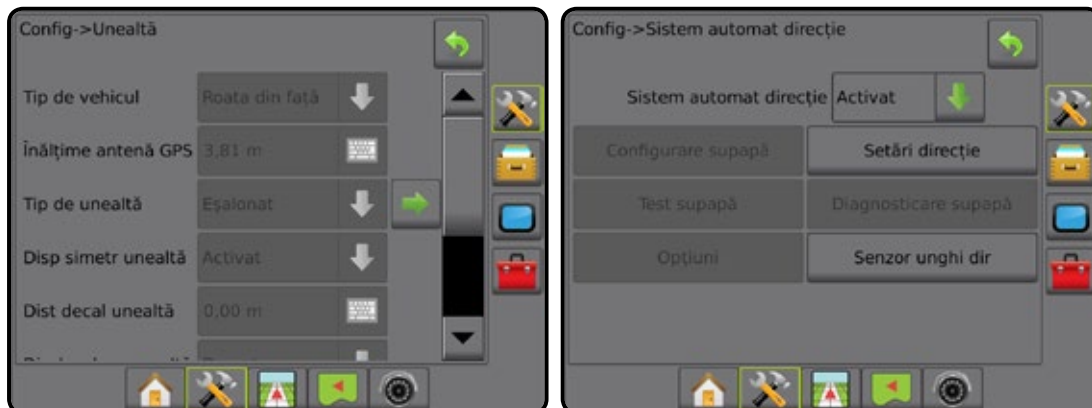 Config->Unealtă
Tip de vehicul Roata din față
Înălțime antenă GPS 3,81 m
Tip de unealtă Eșalonat
Disp simetr unealtă Activat
Dist decal unealtă 0,00 m
Config->Sistem automat direcție
Sistem automat direcție Activat
Configurare supapă Setări direcție
Test supapă Diagnosticare supapă
Opțiuni Senzor unghi dir